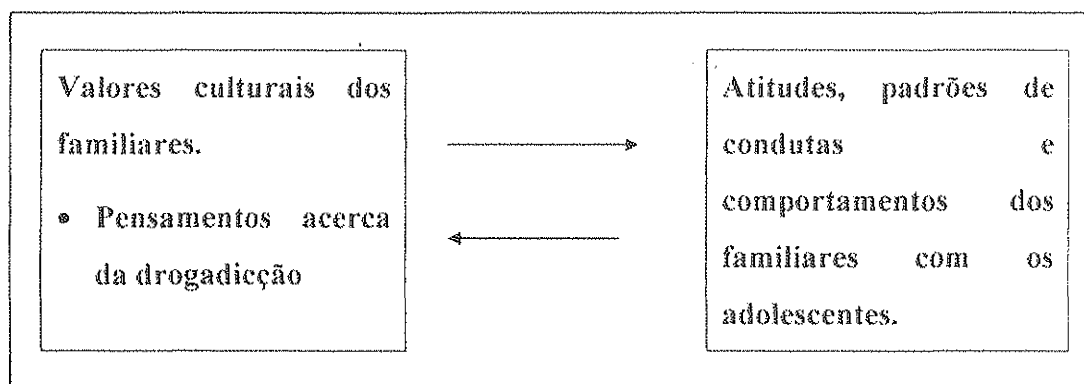 Valores culturais dos
familiares.
• Pensamentos acerca
da drogadicção
Atitudes, padrões de
condutas e
comportamentos dos
familiares com os
adolescentes.